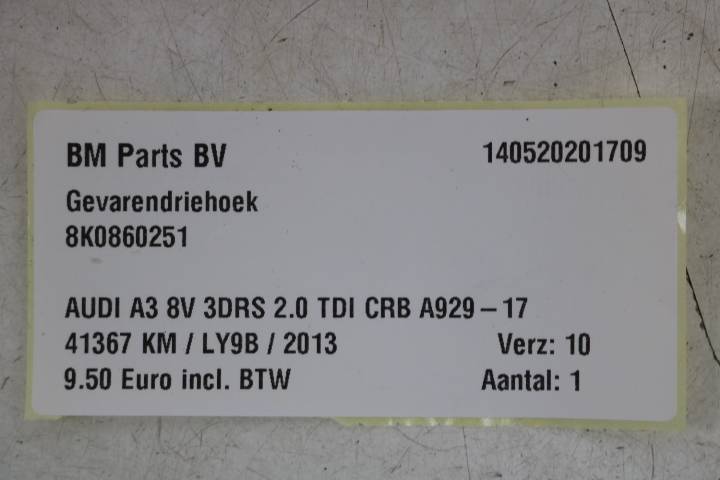 BM Parts BV 140520201709
Gevarendriehoek
8K0860251
AUDI A3 8V 3DRS 2.0 TDI CRB A929-17
41367 KM / LY9B / 2013 Verz: 10
9.50 Euro incl. BTW Aantal: 1